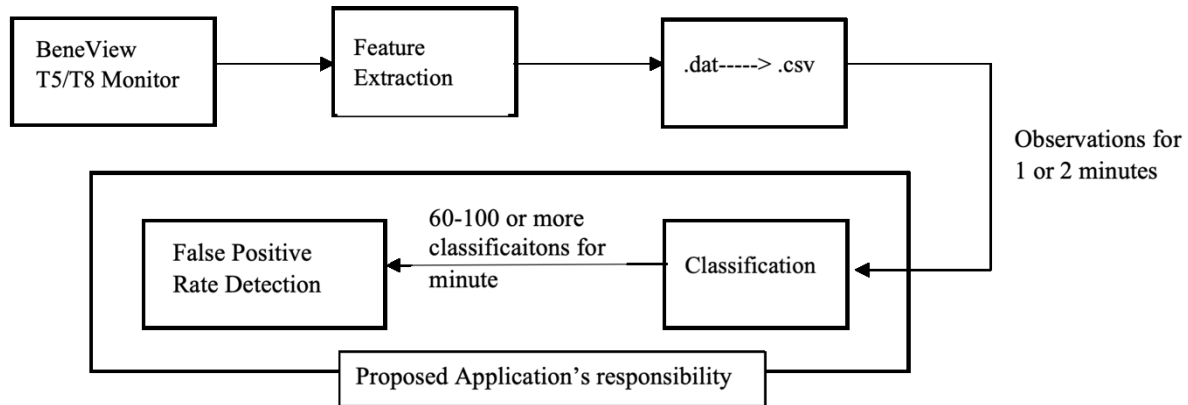 BeneView
T5/T8 Monitor
Feature
Extraction
.dat-----> .csv
Observations for
1 or 2 minutes
Classification
60-100 or more
classificaitons for
minute
False Positive
Rate Detection
Proposed Application’s responsibility